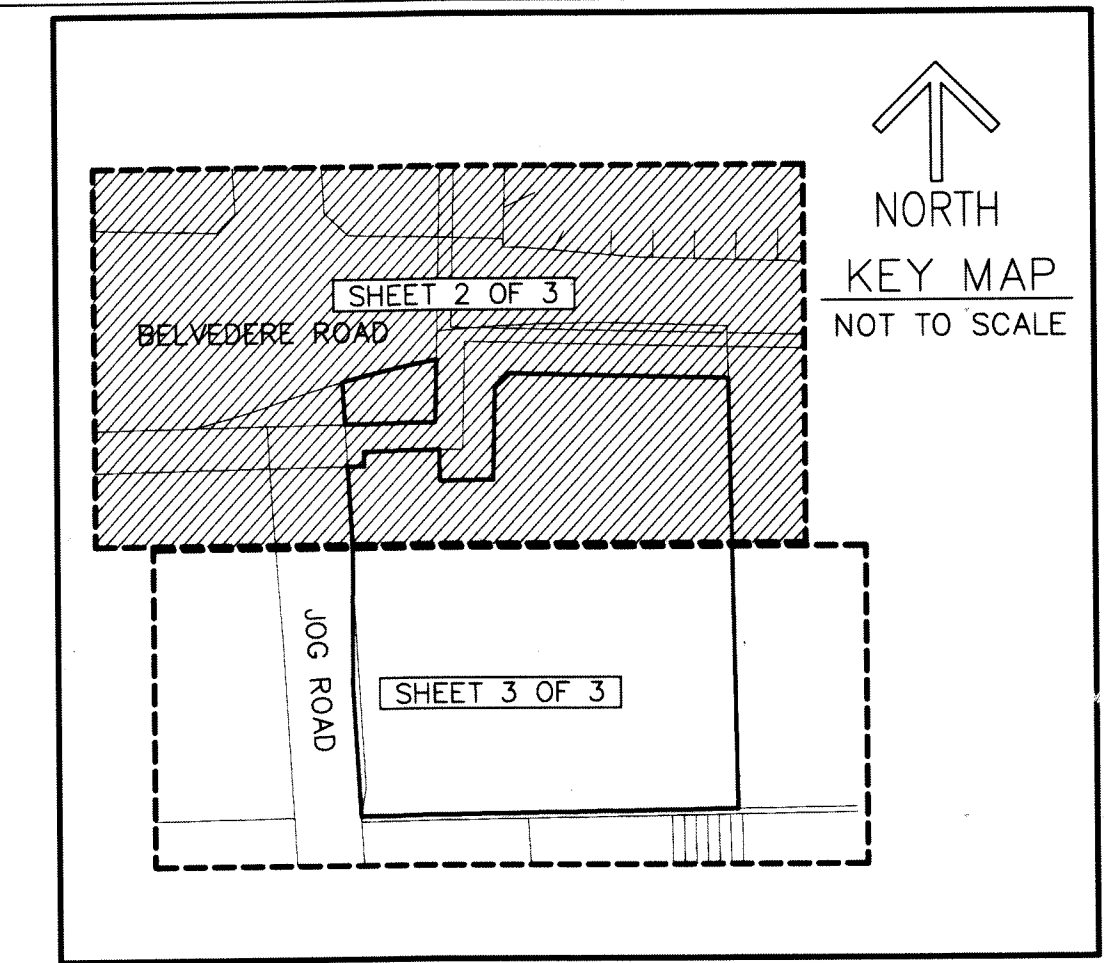 NORTH
KEY MAP
NOT TO SCALE
SHEET 2 OF 3
BELVEDERE ROAD
JOG ROAD
SHEET 3 OF 3